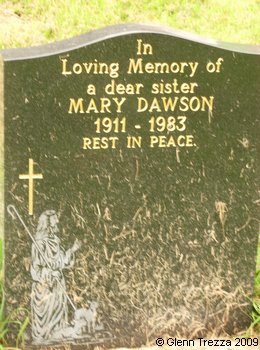 In
Loving Memory of
a dear sister
MARY DAWSON
1911 - 1983
REST IN PEACE.
© Glenn Trezza 2009